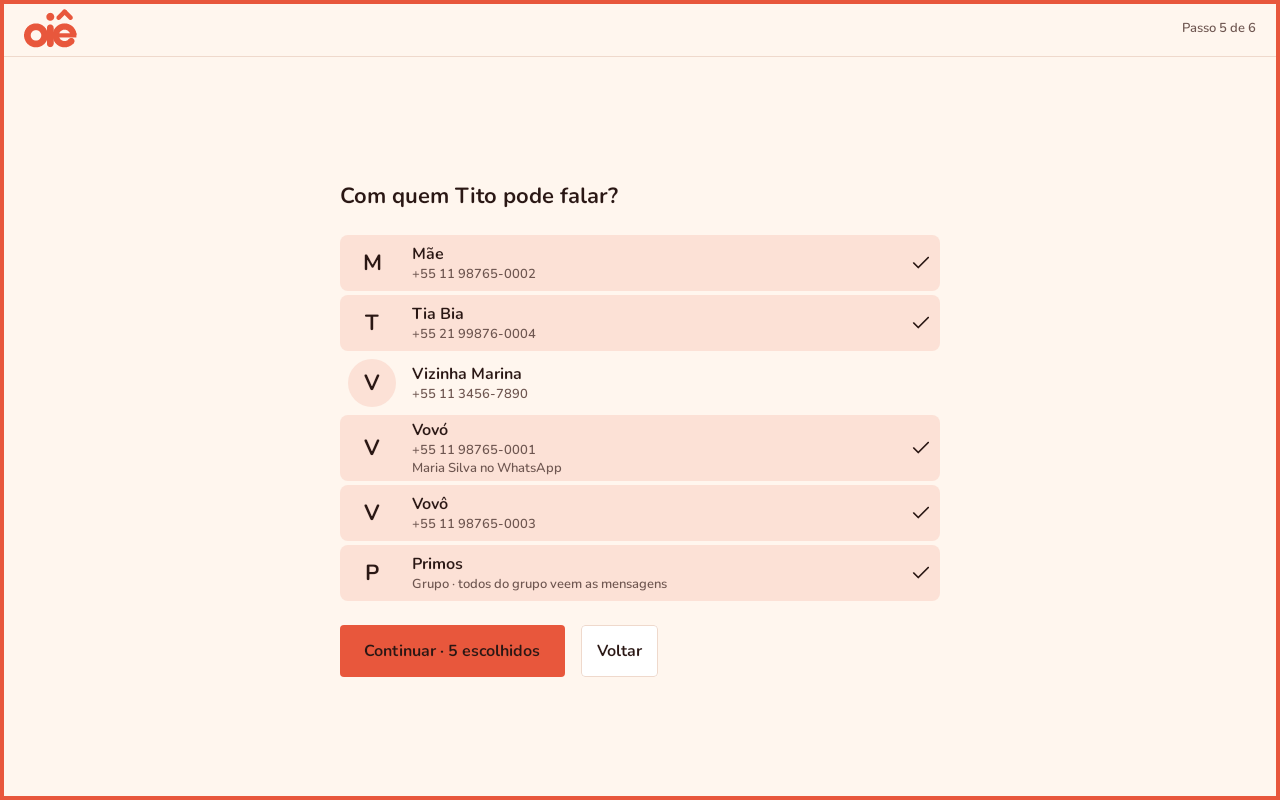 oiê
Passo 5 de 6
Com quem Tito pode falar?
M
Mãe
+55 11 98765-0002
T
Tia Bia
+55 21 99876-0004
V
Vizinha Marina
+55 11 3456-7890
V
Vovó
+55 11 98765-0001
Maria Silva no WhatsApp
V
Vovô
+55 11 98765-0003
P
Primos
Grupo · todos do grupo veem as mensagens
Continuar · 5 escolhidos
Voltar